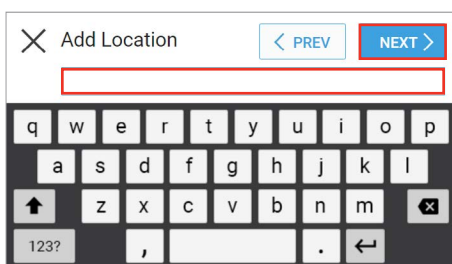 Add Location < PREV NEXT >
q w e r t y u i o p
a s d f g h j k l
z x c v b n m
123? , .